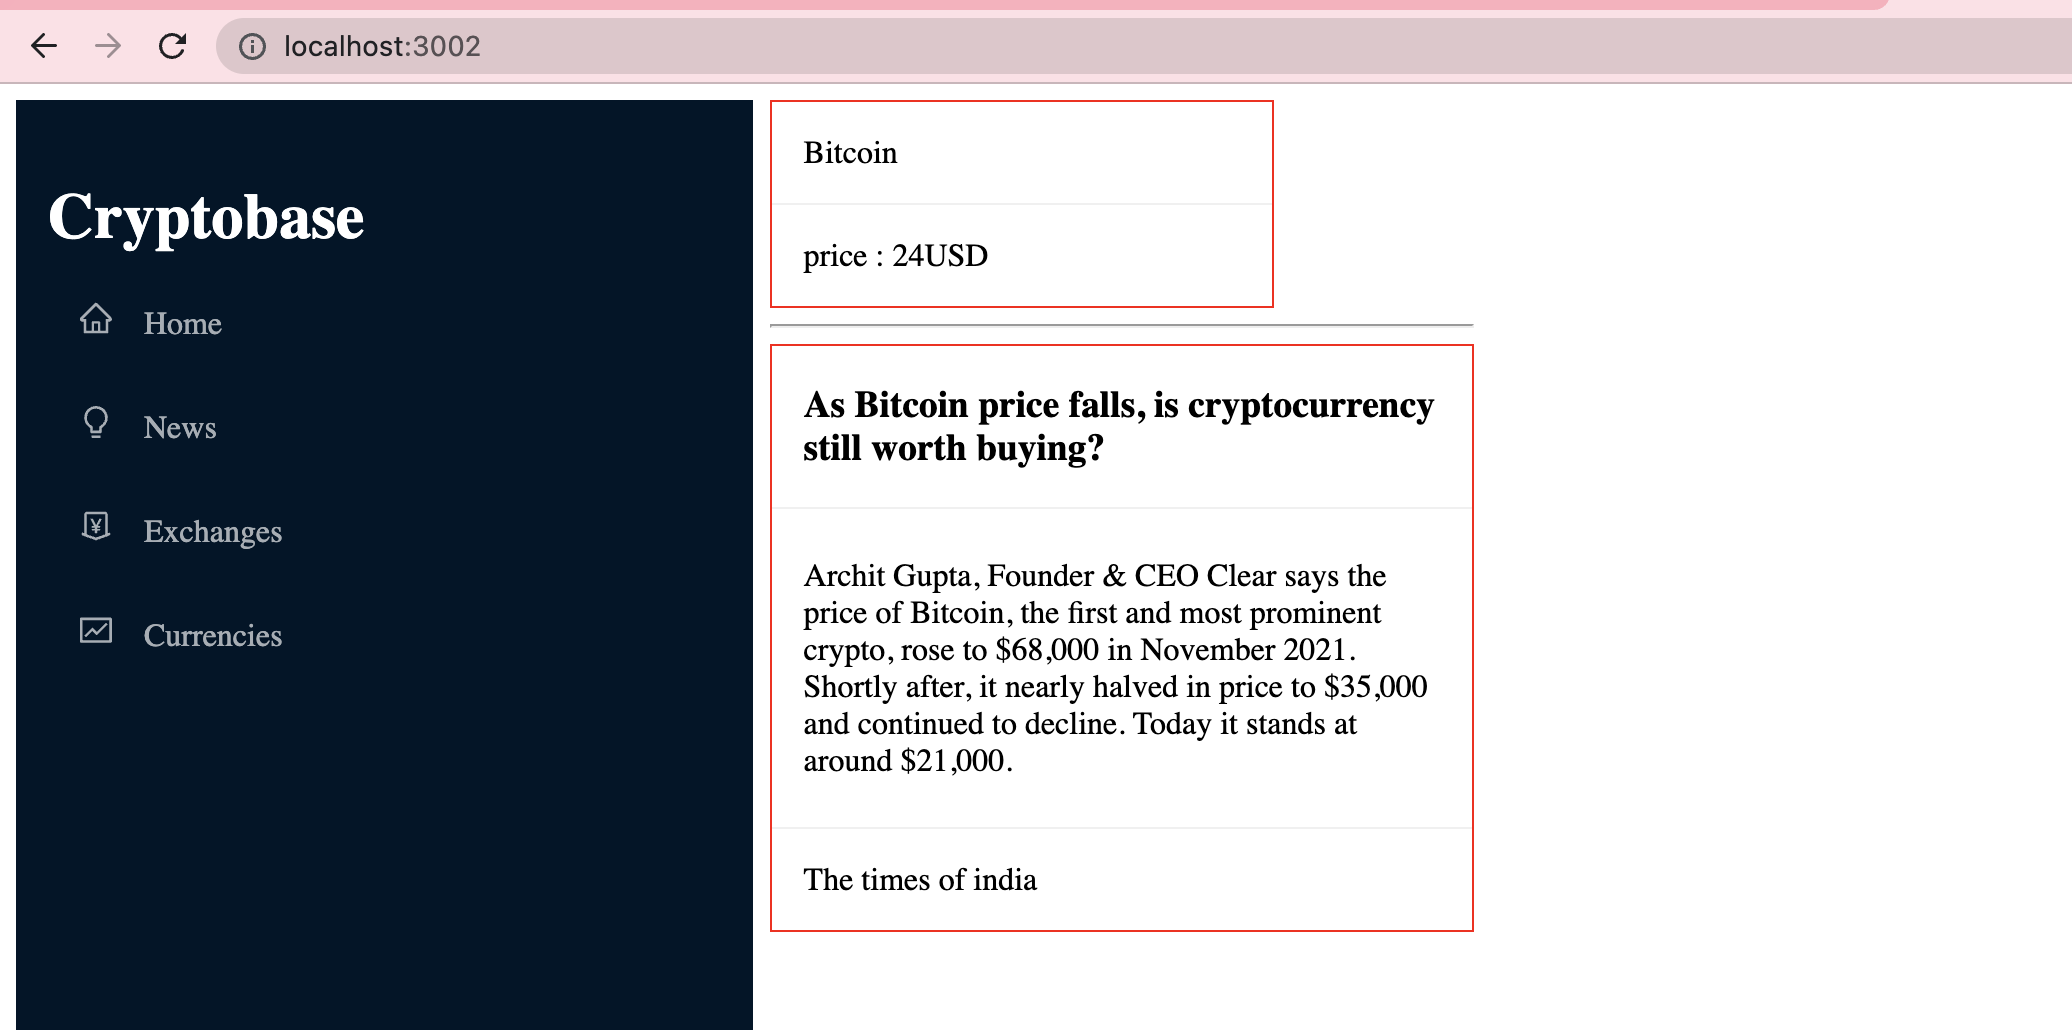 localhost:3002
Cryptobase
Home
News
Exchanges
Currencies
Bitcoin
price : 24USD
As Bitcoin price falls, is cryptocurrency
still worth buying?
Archit Gupta, Founder & CEO Clear says the
price of Bitcoin, the first and most prominent
crypto, rose to $68,000 in November 2021.
Shortly after, it nearly halved in price to $35,000
and continued to decline. Today it stands at
around $21,000.
The times of india